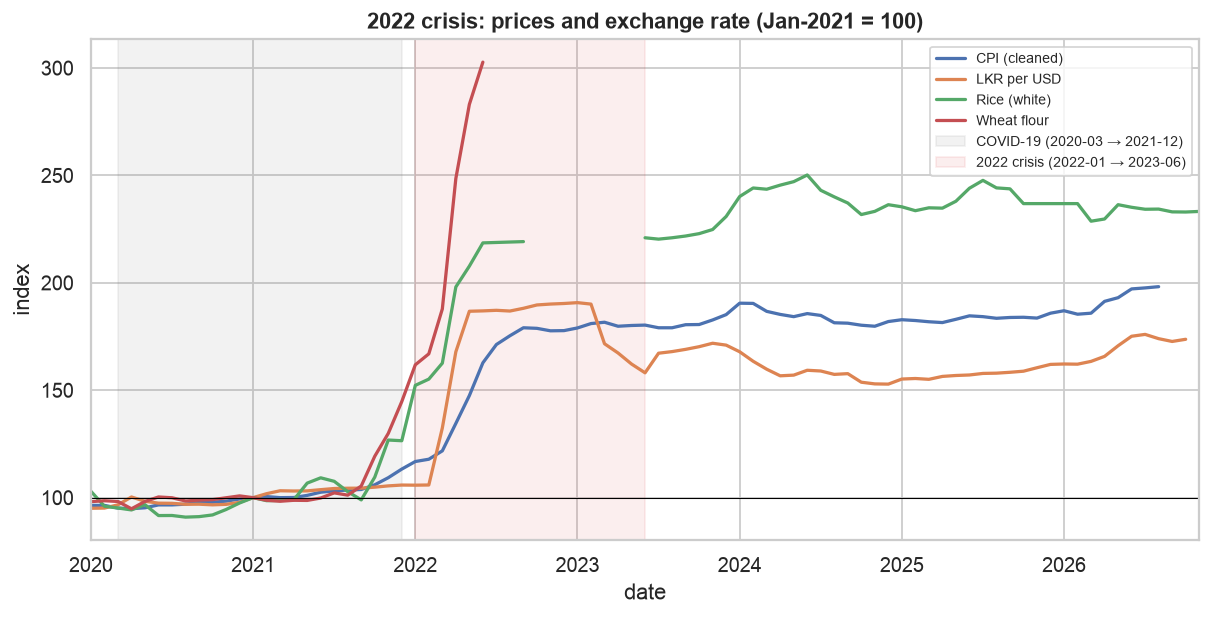 2022 crisis: prices and exchange rate (Jan-2021 = 100)
CPI (cleaned)
LKR per USD
Rice (white)
Wheat flour
COVID-19 (2020-03 → 2021-12)
2022 crisis (2022-01 → 2023-06)
index
300
250
200
150
100
2020 2021 2022 2023 2024 2025 2026
date